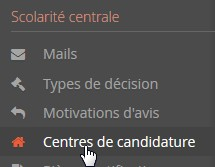 Scolarité centrale
Mails
Types de décision
Motivations d'avis
Centres de candidature